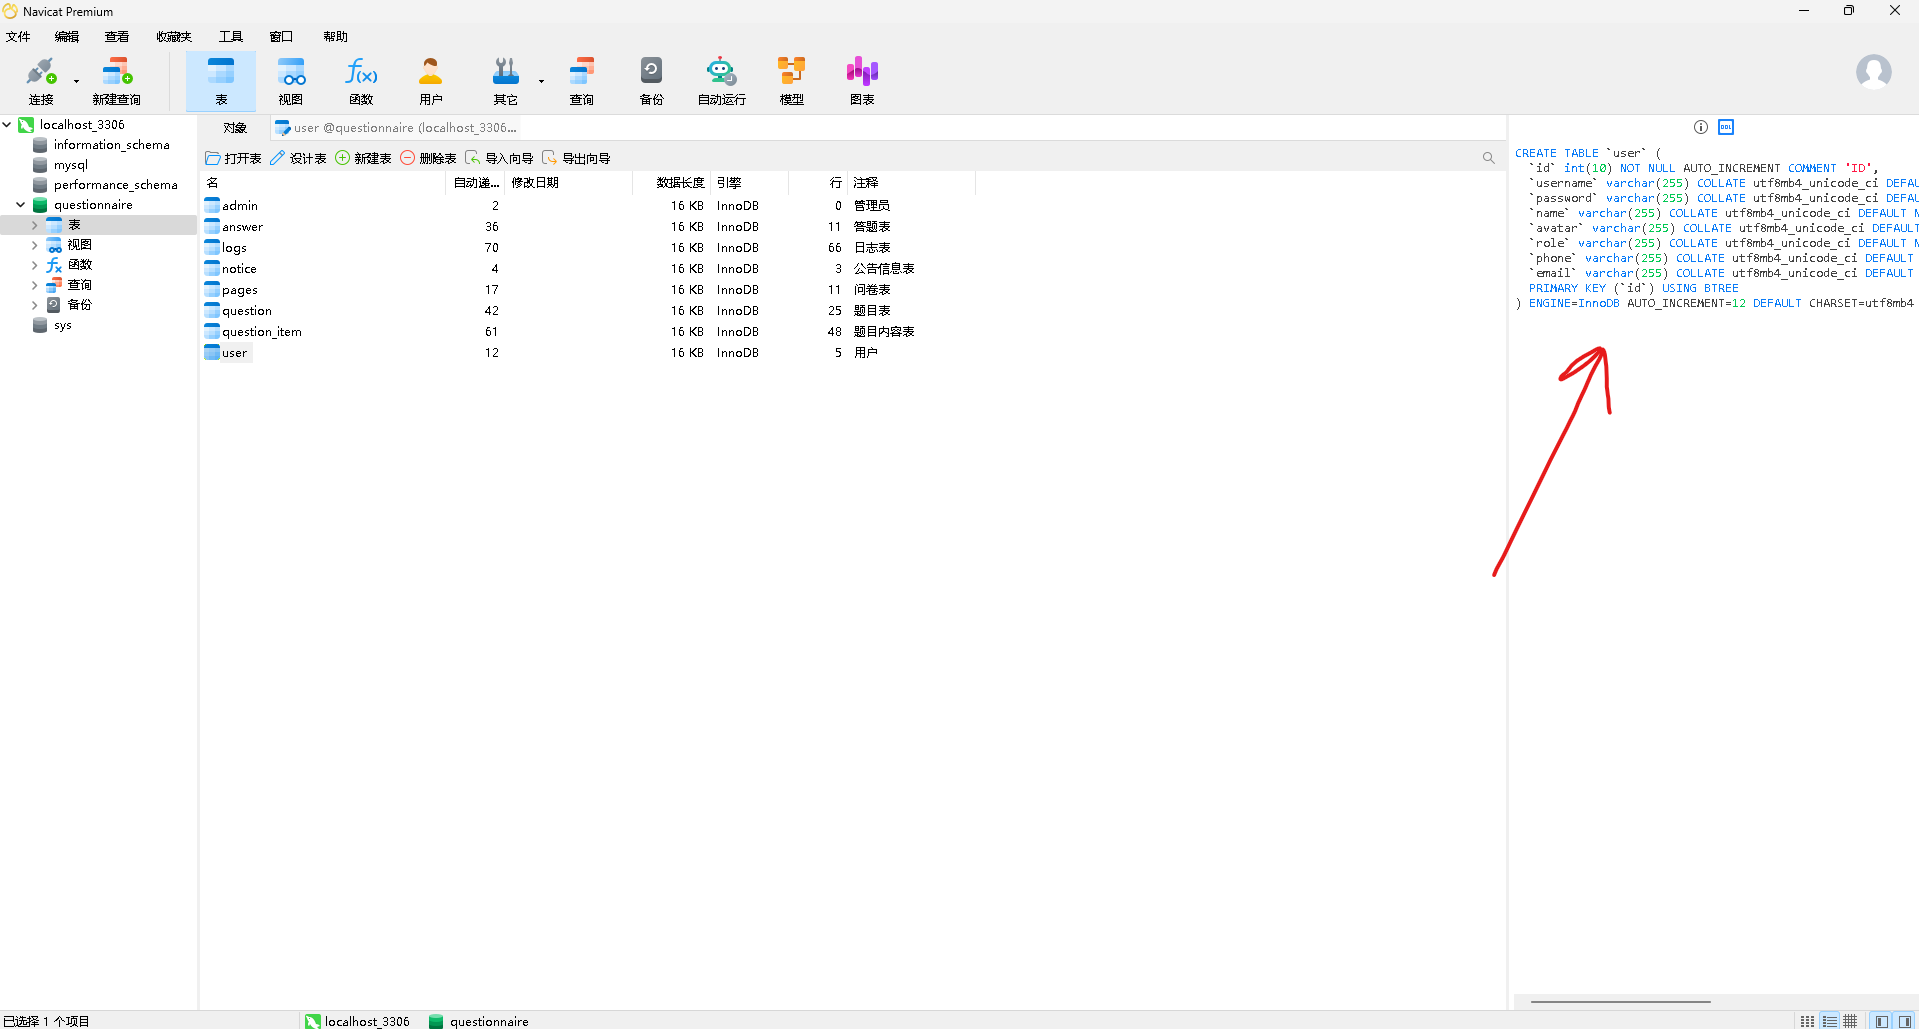 Navicat Premium
文件 编辑 查看 收藏夹 工具 窗口 帮助
连接 新建查询 表 视图 函数 用户 其它 查询 备份 自动运行 模型 图表
localhost_3306
information_schema
mysql
performance_schema
questionnaire
表
视图
函数
查询
备份
sys
对象 user @questionnaire (localhost_3306...
打开表 设计表 新建表 删除表 导入向导 导出向导
名 自动递... 修改日期 数据长度 引擎 行 注释
admin 2 16 KB InnoDB 0 管理员
answer 36 16 KB InnoDB 11 答题表
logs 70 16 KB InnoDB 66 日志表
notice 4 16 KB InnoDB 3 公告信息表
pages 17 16 KB InnoDB 11 问卷表
question 42 16 KB InnoDB 25 题目表
question_item 61 16 KB InnoDB 48 题目内容表
user 12 16 KB InnoDB 5 用户
DDL
CREATE TABLE `user` (
`id` int(10) NOT NULL AUTO_INCREMENT COMMENT 'ID',
`username` varchar(255) COLLATE utf8mb4_unicode_ci DEFAU
`password` varchar(255) COLLATE utf8mb4_unicode_ci DEFAU
`name` varchar(255) COLLATE utf8mb4_unicode_ci DEFAULT N
`avatar` varchar(255) COLLATE utf8mb4_unicode_ci DEFAULT
`role` varchar(255) COLLATE utf8mb4_unicode_ci DEFAULT N
`phone` varchar(255) COLLATE utf8mb4_unicode_ci DEFAULT
`email` varchar(255) COLLATE utf8mb4_unicode_ci DEFAULT
PRIMARY KEY (`id`) USING BTREE
) ENGINE=InnoDB AUTO_INCREMENT=12 DEFAULT CHARSET=utf8mb4
已选择 1 个项目 localhost_3306 questionnaire